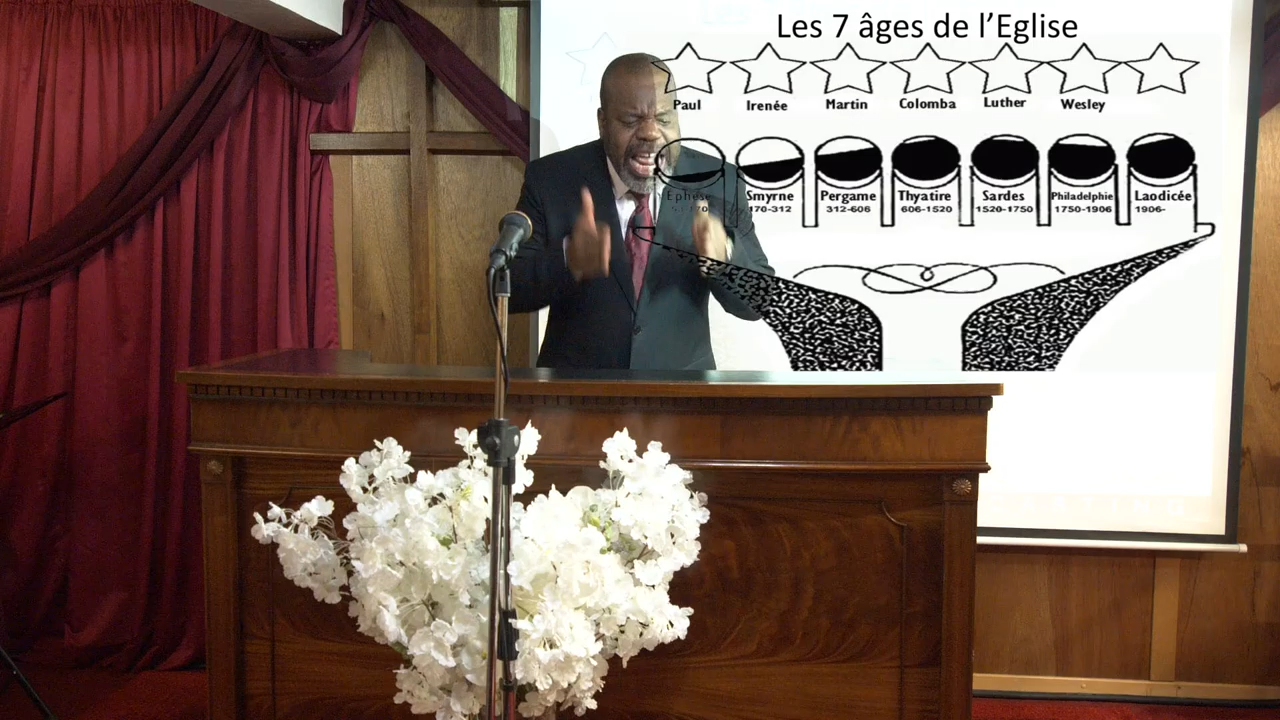 Les 7 âges de l’Eglise
Paul Irenée Martin Colomba Luther Wesley
Ephèse Smyrne Pergame Thyatire Sardes Philadelphie Laodicée
170-312 312-606 606-1520 1520-1750 1750-1906 1906-